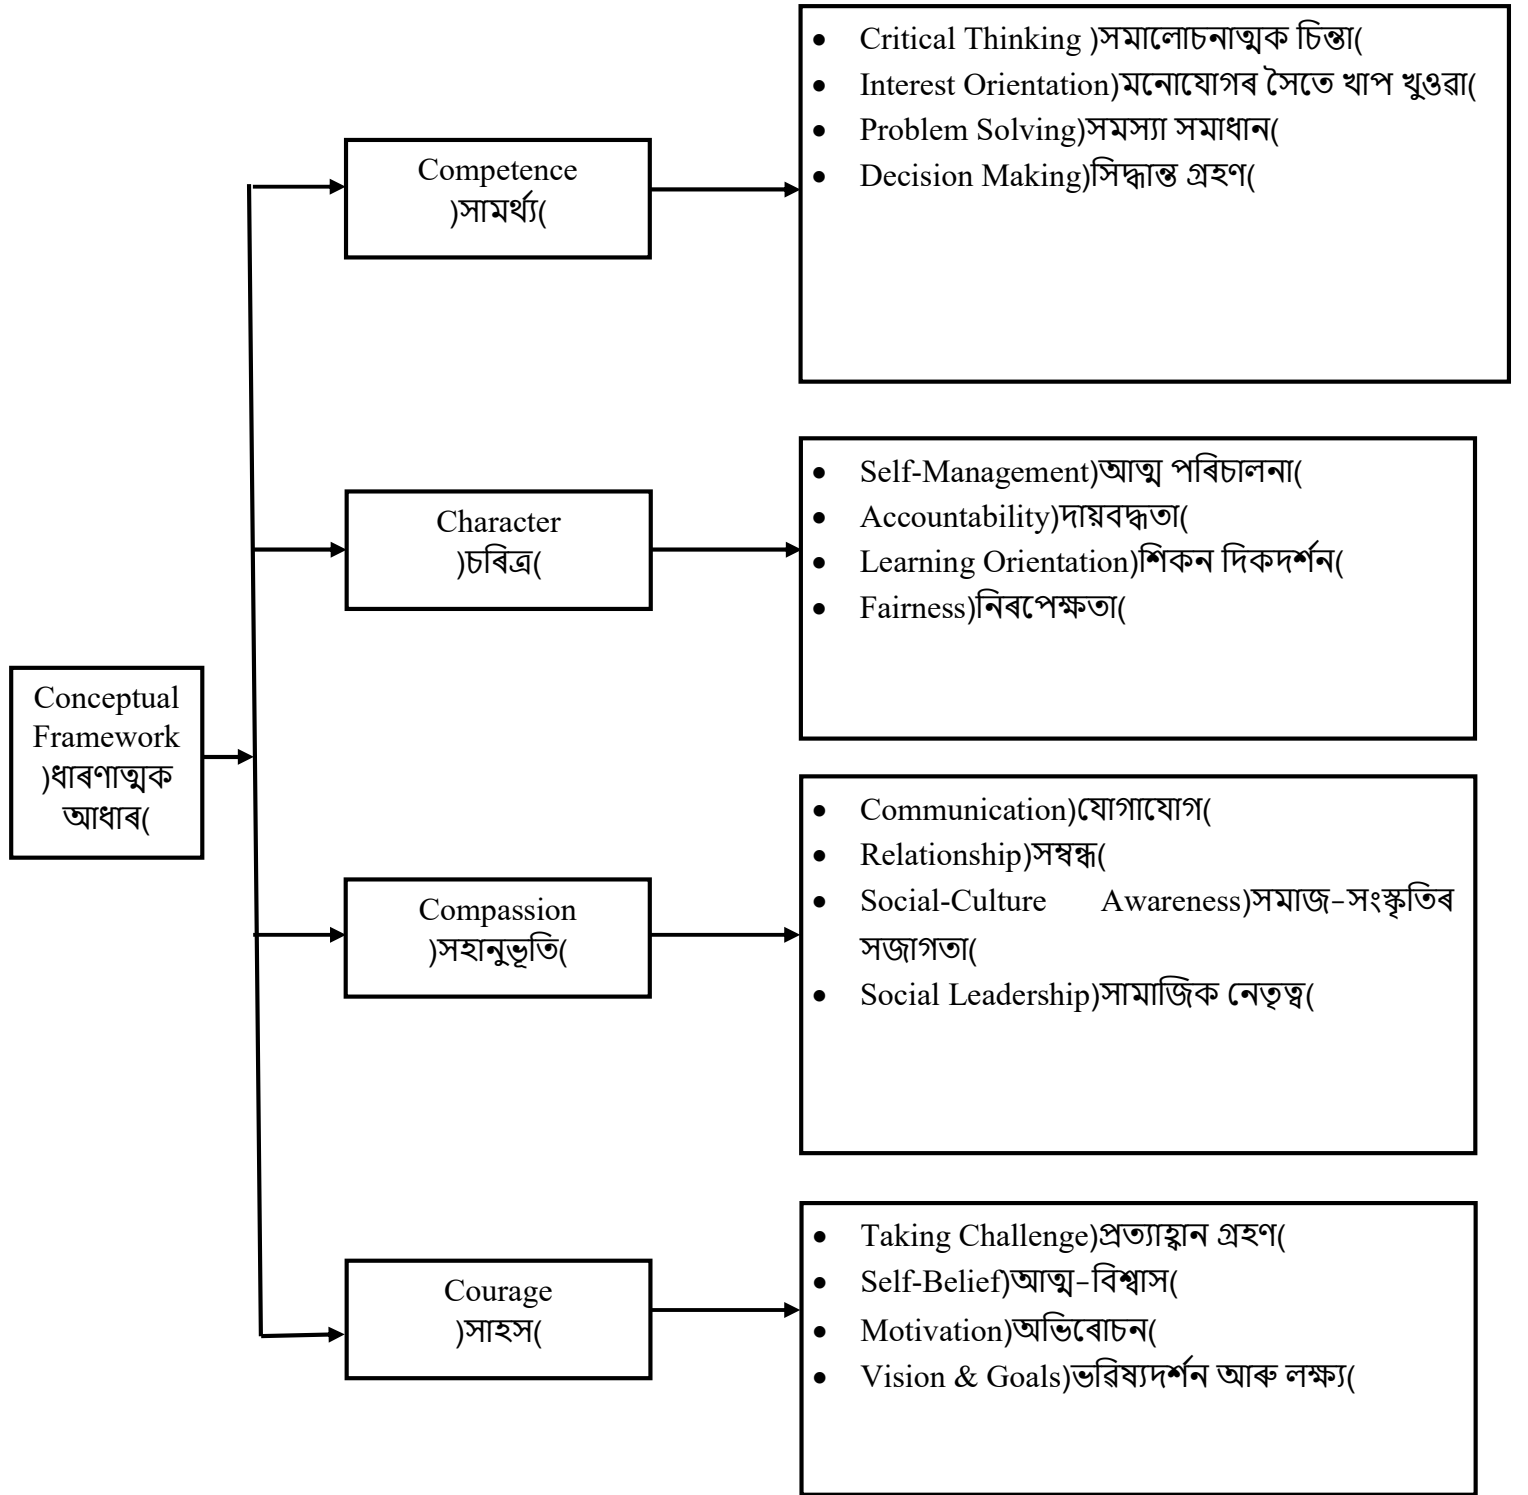 Conceptual
Framework
)ধাৰণাত্মক
আধাৰ(
Competence
)সামৰ্থ্য(
• Critical Thinking )সমালোচনাত্মক চিন্তা(
• Interest Orientation)মনোযোগৰ সৈতে খাপ খুওৱা(
• Problem Solving)সমস্যা সমাধান(
• Decision Making)সিদ্ধান্ত গ্ৰহণ(
Character
)চৰিত্ৰ(
• Self-Management)আত্ম পৰিচালনা(
• Accountability)দায়বদ্ধতা(
• Learning Orientation)শিকন দিকদৰ্শন(
• Fairness)নিৰপেক্ষতা(
Compassion
)সহানুভূতি(
• Communication)যোগাযোগ(
• Relationship)সম্বন্ধ(
• Social-Culture Awareness)সমাজ-সংস্কৃতিৰ
সজাগতা(
• Social Leadership)সামাজিক নেতৃত্ব(
Courage
)সাহস(
• Taking Challenge)প্ৰত্যাহ্বান গ্ৰহণ(
• Self-Belief)আত্ম-বিশ্বাস(
• Motivation)অভিৰোচন(
• Vision & Goals)ভৱিষ্যদৰ্শন আৰু লক্ষ্য(